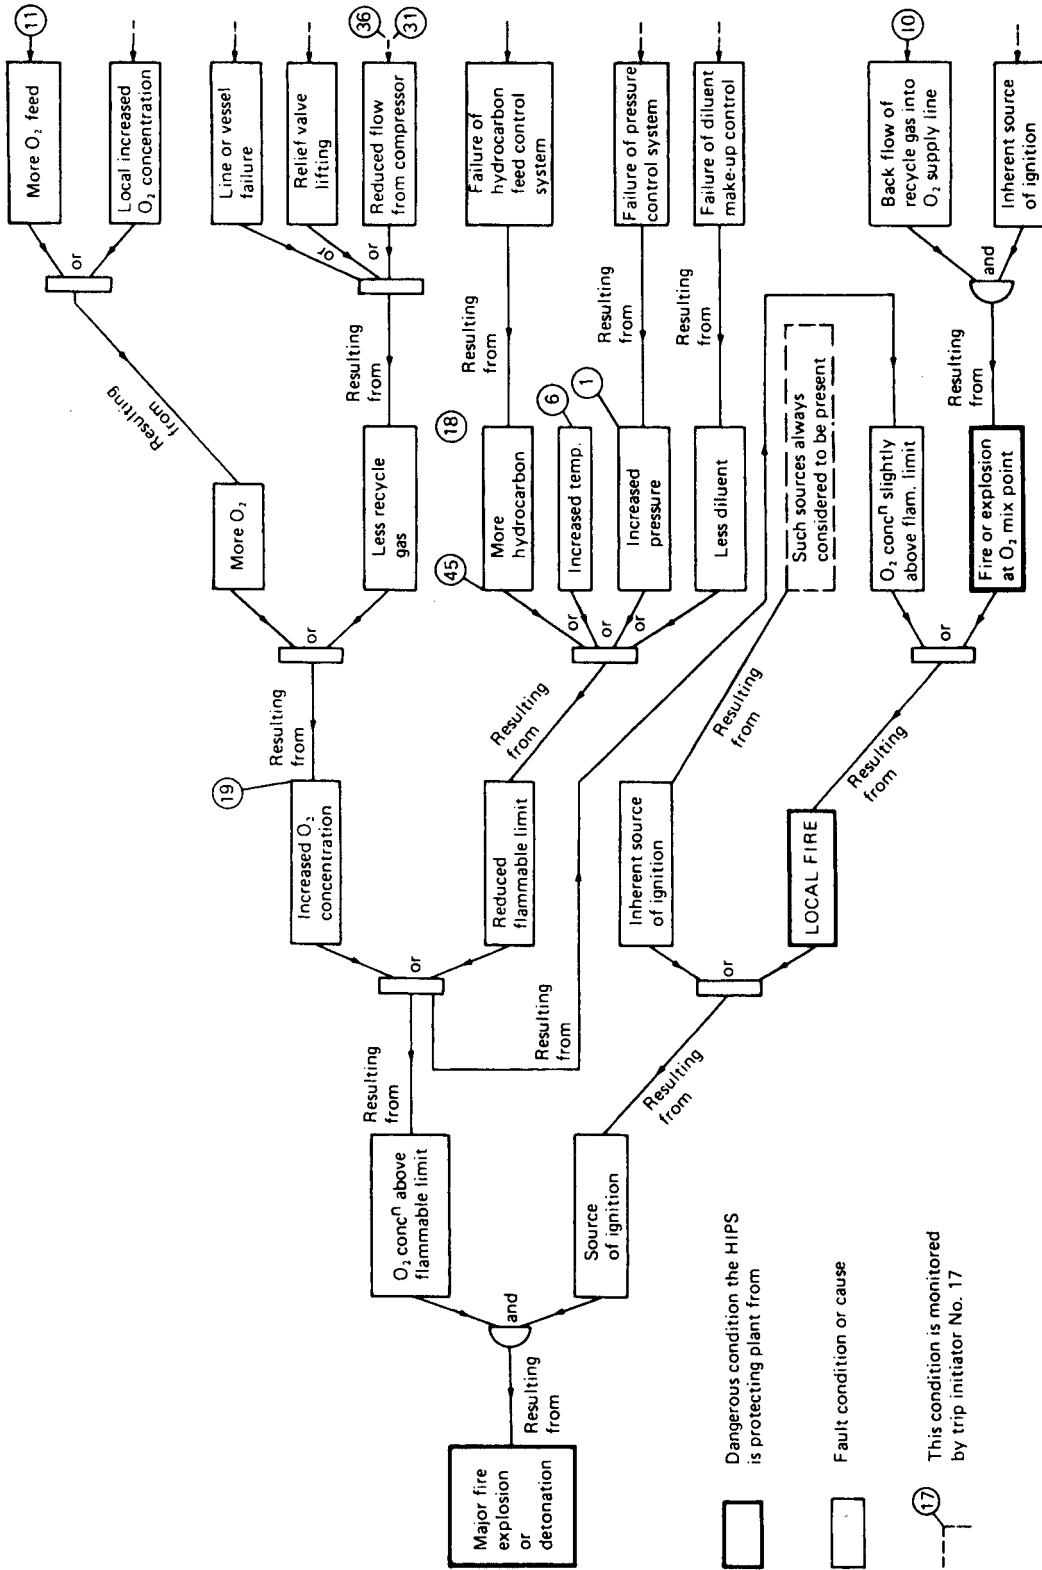 Major fire
explosion
or
detonation
Resulting
from
and
O₂ concⁿ above
flammable limit
Source
of ignition
Resulting
from
Resulting
from
or
or
Resulting
from
Increased O₂
concentration
19
Reduced
flammable limit
Inherent source
of ignition
LOCAL FIRE
Resulting
from
Resulting
from
Resulting
from
Resulting
from
or
or
or
or
or
More O₂
Less recycle
gas
45
More
hydrocarbon
18
Increased temp.
6
Increased
pressure
1
Less diluent
Such sources always
considered to be present
O₂ concⁿ slightly
above flam. limit
Fire or explosion
at O₂ mix point
Resulting
from
Resulting
from
Resulting
from
Resulting
from
Resulting
from
Resulting
from
or
or
or
and
More O₂ feed
11
Local increased
O₂ concentration
Line or vessel
failure
Relief valve
lifting
Reduced flow
from compressor
36
31
Failure of
hydrocarbon
feed control
system
Failure of pressure
control system
Failure of diluent
make-up control
Back flow of
recycle gas into
O₂ supply line
10
Inherent source
of ignition
Dangerous condition the HIPS
is protecting plant from
Fault condition or cause
17
This condition is monitored
by trip initiator No. 17